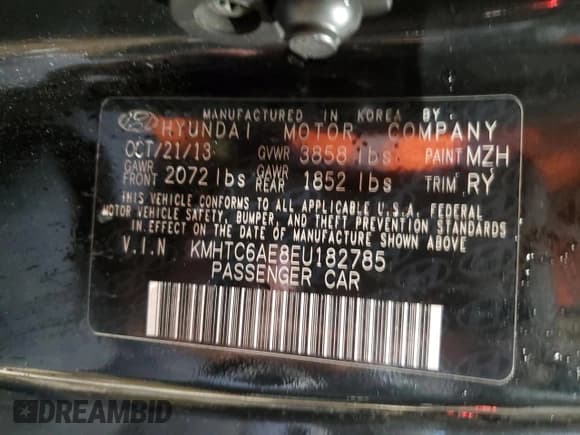 MANUFACTURED IN KOREA BY
HYUNDAI MOTOR COMPANY
OCT/21/13 GVWR 3858 lbs PAINT MZH
GAWR FRONT 2072 lbs GAWR REAR 1852 lbs TRIM RY
THIS VEHICLE CONFORMS TO ALL APPLICABLE U.S.A. FEDERAL
MOTOR VEHICLE SAFETY, BUMPER, AND THEFT PREVENTION STANDARDS
IN EFFECT ON THE DATE OF MANUFACTURE SHOWN ABOVE.
V.I.N KMHTC6AE8EU182785
PASSENGER CAR
DREAMBID